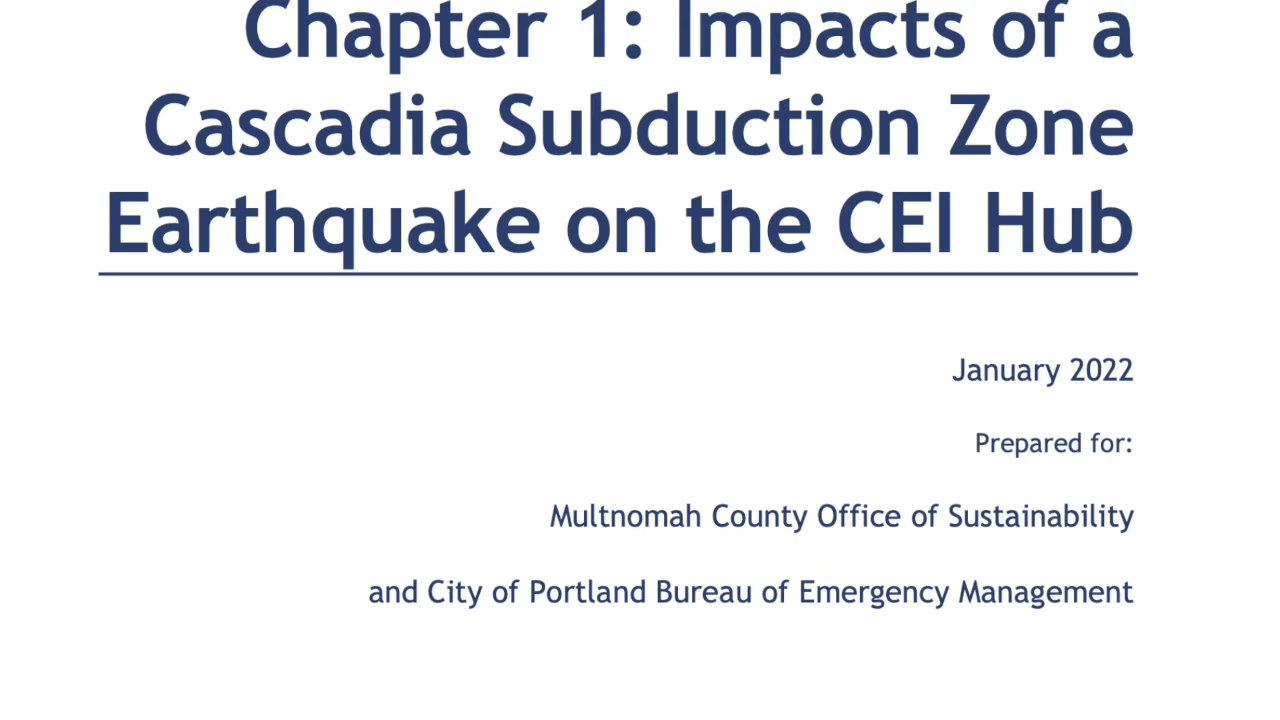 Chapter 1: Impacts of a
Cascadia Subduction Zone
Earthquake on the CEI Hub
January 2022
Prepared for:
Multnomah County Office of Sustainability
and City of Portland Bureau of Emergency Management